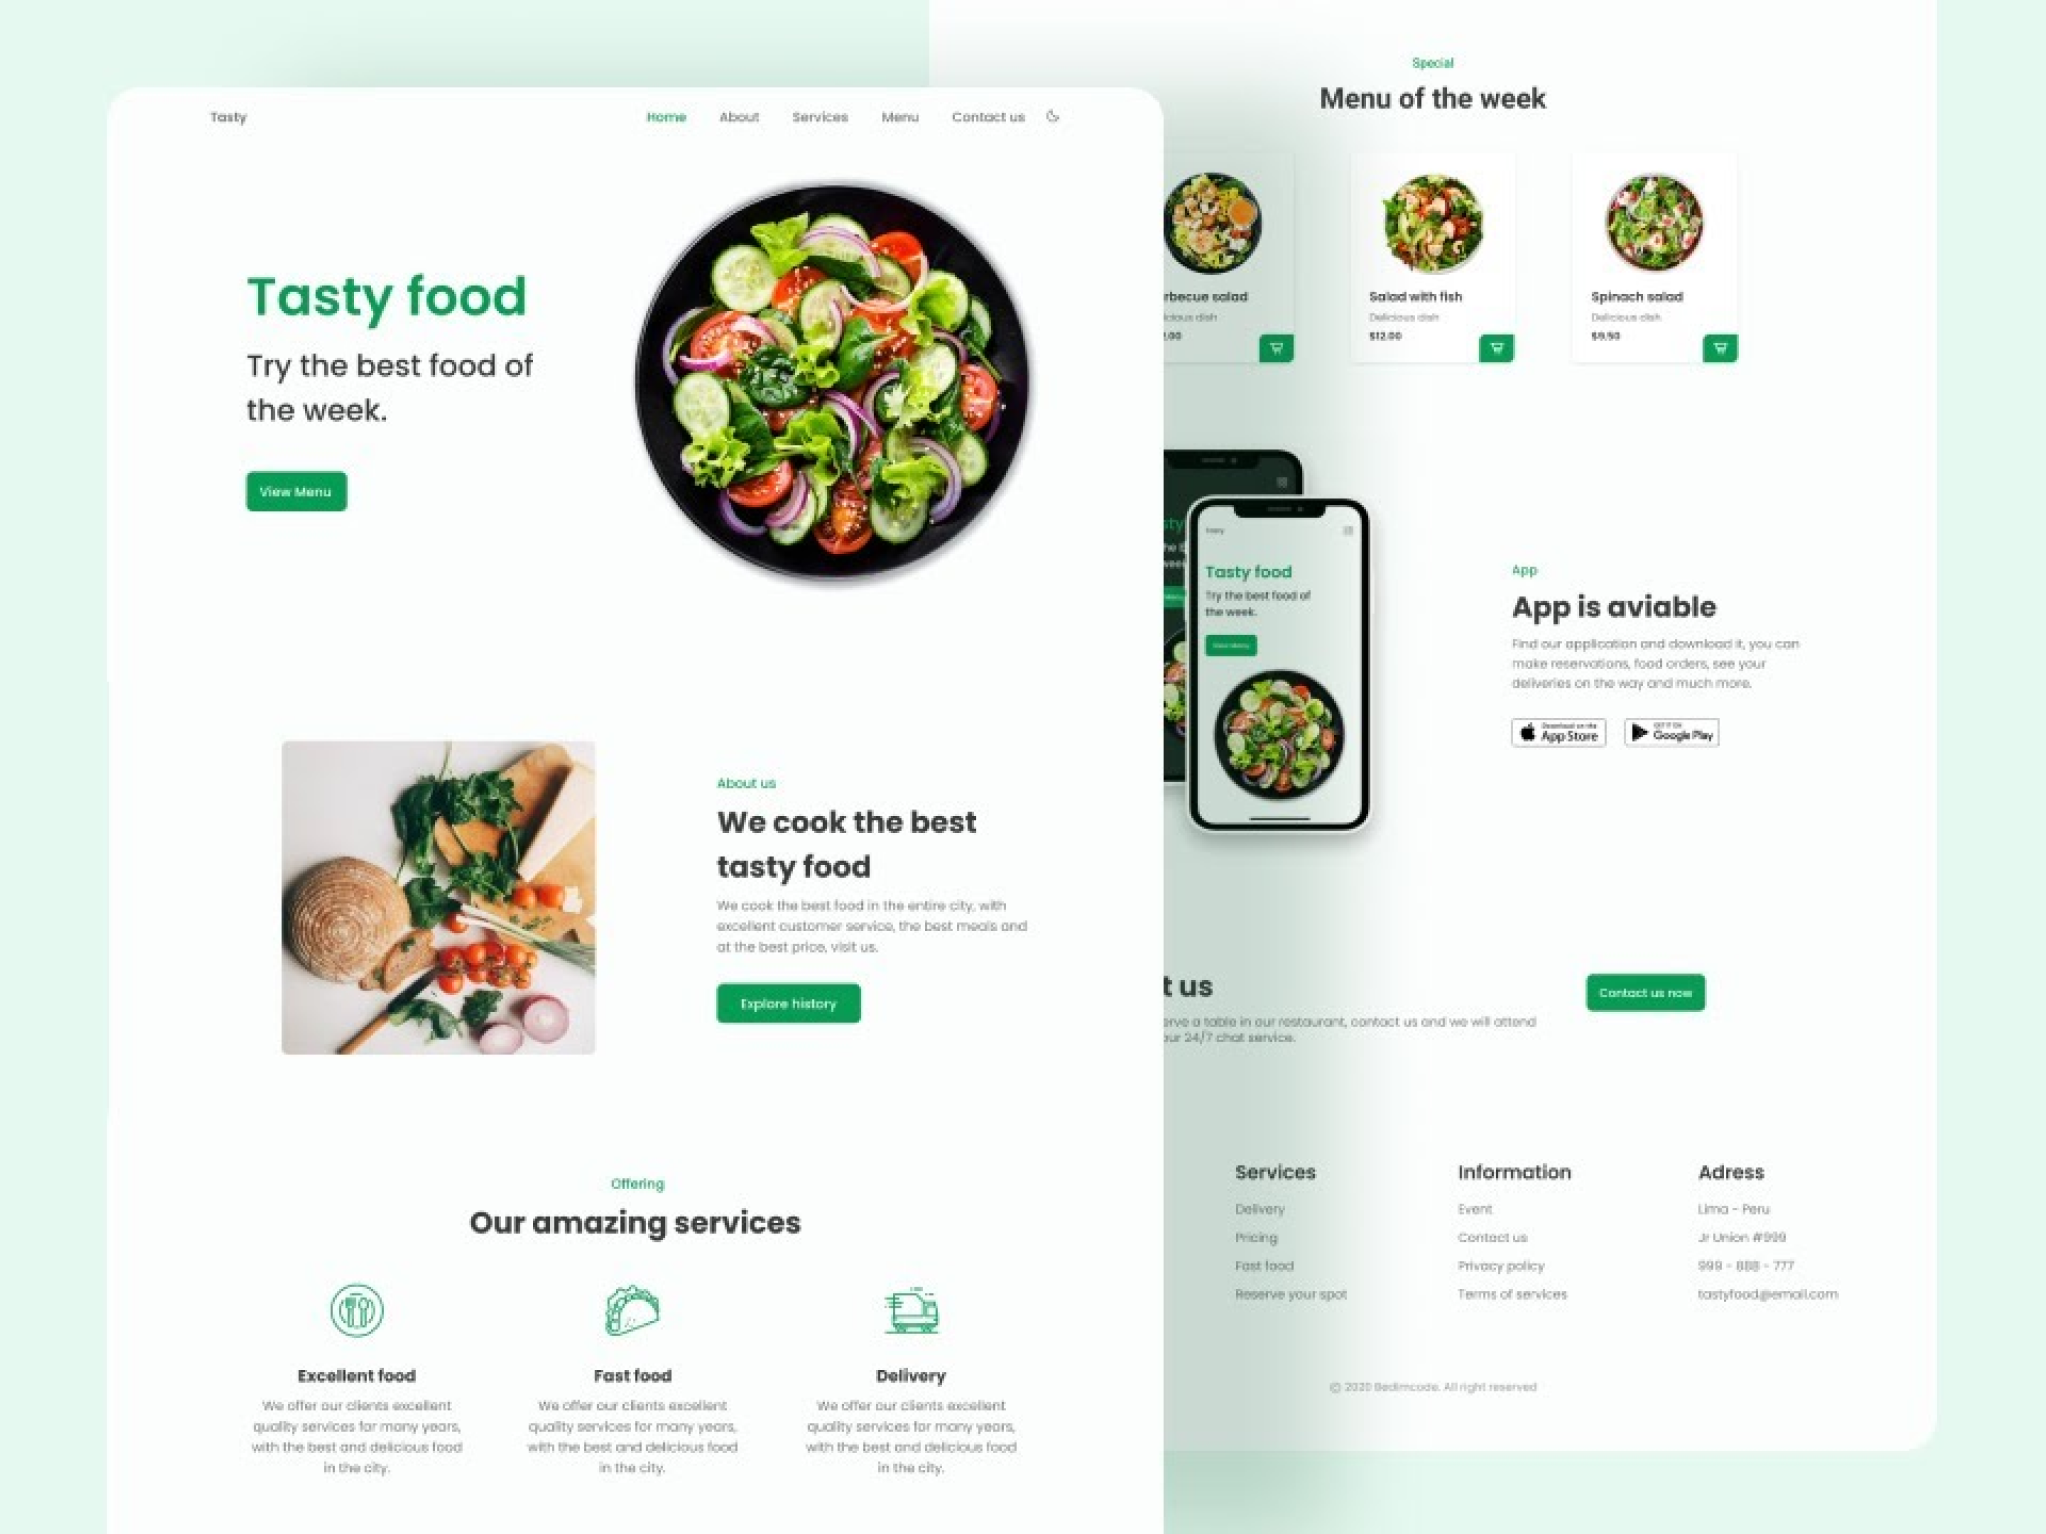 Tasty
Home About Services Menu Contact us
Tasty food
Try the best food of
the week.
View Menu
About us
We cook the best
tasty food
We cook the best food in the entire city, with
excellent customer service, the best meals and
at the best price, visit us.
Explore history
Offering
Our amazing services
Excellent food
We offer our clients excellent
quality services for many years,
with the best and delicious food
in the city.
Fast food
We offer our clients excellent
quality services for many years,
with the best and delicious food
in the city.
Delivery
We offer our clients excellent
quality services for many years,
with the best and delicious food
in the city.
Special
Menu of the week
rbecue salad
icious dish
.00
Salad with fish
Delicious dish
$12.00
Spinach salad
Delicious dish
$9.50
Tasty
Tasty food
Try the best food of
the week.
View Menu
App
App is aviable
Find our application and download it, you can
make reservations, food orders, see your
deliveries on the way and much more.
Download on the
App Store
GET IT ON
Google Play
t us
erve a table in our restaurant, contact us and we will attend
our 24/7 chat service.
Contact us now
Services
Delivery
Pricing
Fast food
Reserve your spot
Information
Event
Contact us
Privacy policy
Terms of services
Adress
Lima - Peru
Jr Union #999
999 - 888 - 777
tastyfood@email.com
© 2020 Bedimcode. All right reserved